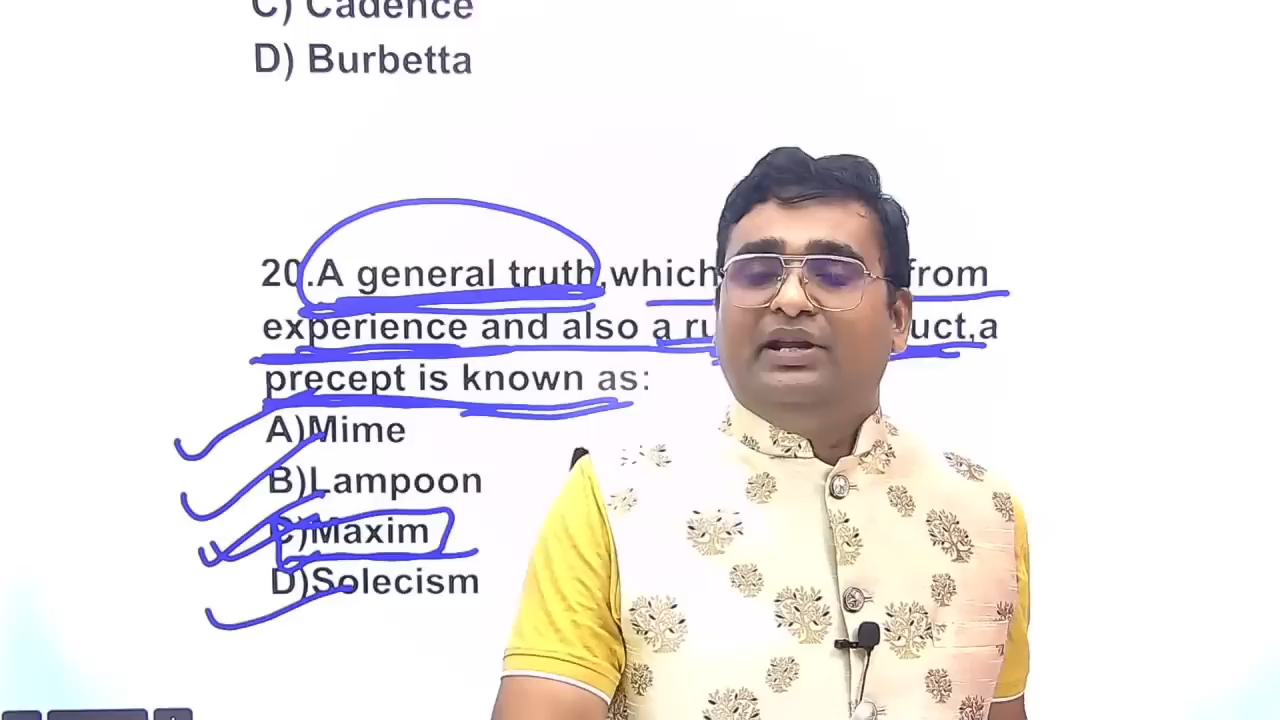 C) Cadence
D) Burbetta
20.A general truth,which from
experience and also a ru uct,a
precept is known as:
A)Mime
B)Lampoon
C)Maxim
D)Solecism